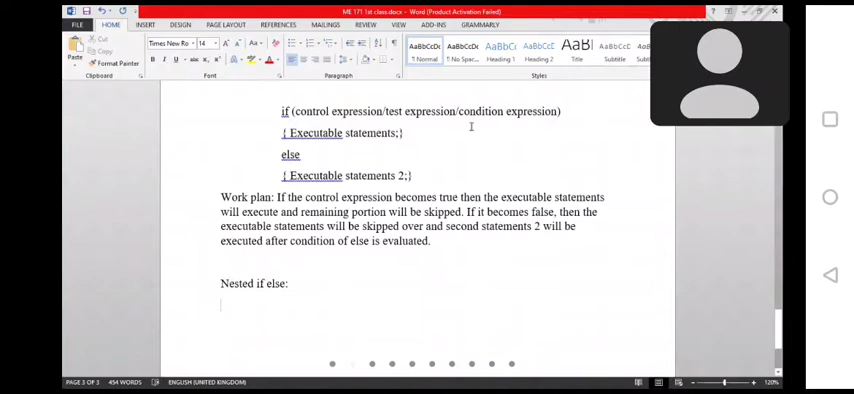 ME 171 1st class.docx - Word (Product Activation Failed)
FILE HOME INSERT DESIGN PAGE LAYOUT REFERENCES MAILINGS REVIEW VIEW ADD-INS GRAMMARLY
Paste
Cut
Copy
Format Painter
Times New Ro 14
AaBbCcDc AaBbCcDc AaBbC AaBbCcD AaBl
¶ Normal ¶ No Spac... Heading 1 Heading 2 Title Subtitle
Clipboard Font Paragraph Styles
if (control expression/test expression/condition expression)
{ Executable statements;}
else
{ Executable statements 2;}
Work plan: If the control expression becomes true then the executable statements
will execute and remaining portion will be skipped. If it becomes false, then the
executable statements will be skipped over and second statements 2 will be
executed after condition of else is evaluated.
Nested if else:
PAGE 3 OF 3 454 WORDS ENGLISH (UNITED KINGDOM) 120%